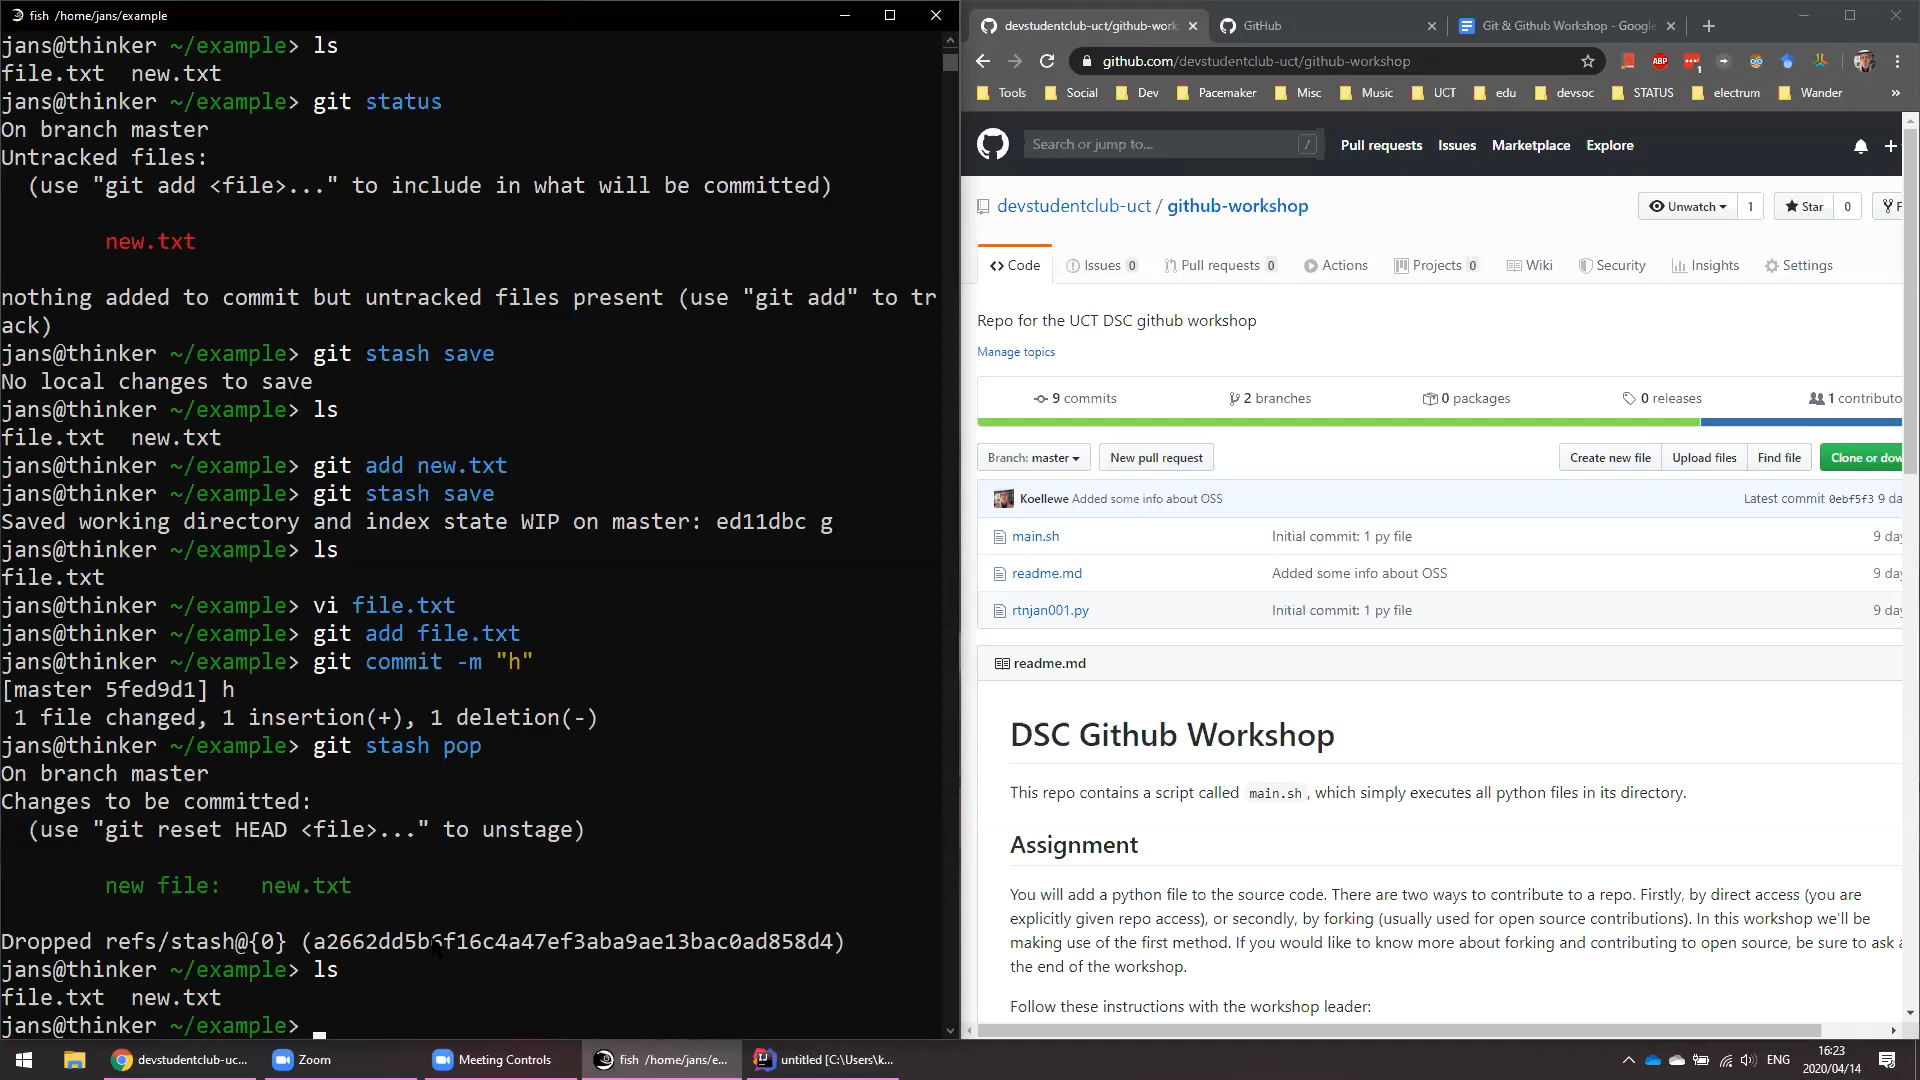 fish /home/jans/example
jans@thinker ~/example> ls
file.txt  new.txt
jans@thinker ~/example> git status
On branch master
Untracked files:
  (use "git add <file>..." to include in what will be committed)
        new.txt
nothing added to commit but untracked files present (use "git add" to tr
ack)
jans@thinker ~/example> git stash save
No local changes to save
jans@thinker ~/example> ls
file.txt  new.txt
jans@thinker ~/example> git add new.txt
jans@thinker ~/example> git stash save
Saved working directory and index state WIP on master: ed11dbc g
jans@thinker ~/example> ls
file.txt
jans@thinker ~/example> vi file.txt
jans@thinker ~/example> git add file.txt
jans@thinker ~/example> git commit -m "h"
[master 5fed9d1] h
 1 file changed, 1 insertion(+), 1 deletion(-)
jans@thinker ~/example> git stash pop
On branch master
Changes to be committed:
  (use "git reset HEAD <file>..." to unstage)
        new file:   new.txt
Dropped refs/stash@{0} (a2662dd5b6f16c4a47ef3aba9ae13bac0ad858d4)
jans@thinker ~/example> ls
file.txt  new.txt
jans@thinker ~/example>
devstudentclub-uct/github-work GitHub Git & Github Workshop - Google
github.com/devstudentclub-uct/github-workshop ABP 1
Tools Social Dev Pacemaker Misc Music UCT edu devsoc STATUS electrum Wander »
Search or jump to... / Pull requests Issues Marketplace Explore
devstudentclub-uct / github-workshop Unwatch 1 Star 0 F
Code Issues 0 Pull requests 0 Actions Projects 0 Wiki Security Insights Settings
Repo for the UCT DSC github workshop
Manage topics
9 commits 2 branches 0 packages 0 releases 1 contributo
Branch: master New pull request Create new file Upload files Find file Clone or dow
Koellewe Added some info about OSS Latest commit 0ebf5f3 9 da
main.sh Initial commit: 1 py file 9 day
readme.md Added some info about OSS 9 day
rtnjan001.py Initial commit: 1 py file 9 day
readme.md
DSC Github Workshop
This repo contains a script called main.sh, which simply executes all python files in its directory.
Assignment
You will add a python file to the source code. There are two ways to contribute to a repo. Firstly, by direct access (you are
explicitly given repo access), or secondly, by forking (usually used for open source contributions). In this workshop we'll be
making use of the first method. If you would like to know more about forking and contributing to open source, be sure to ask a
the end of the workshop.
Follow these instructions with the workshop leader:
devstudentclub-uc... Zoom Meeting Controls fish /home/jans/e... untitled [C:\Users\k... ENG 16:23
2020/04/14